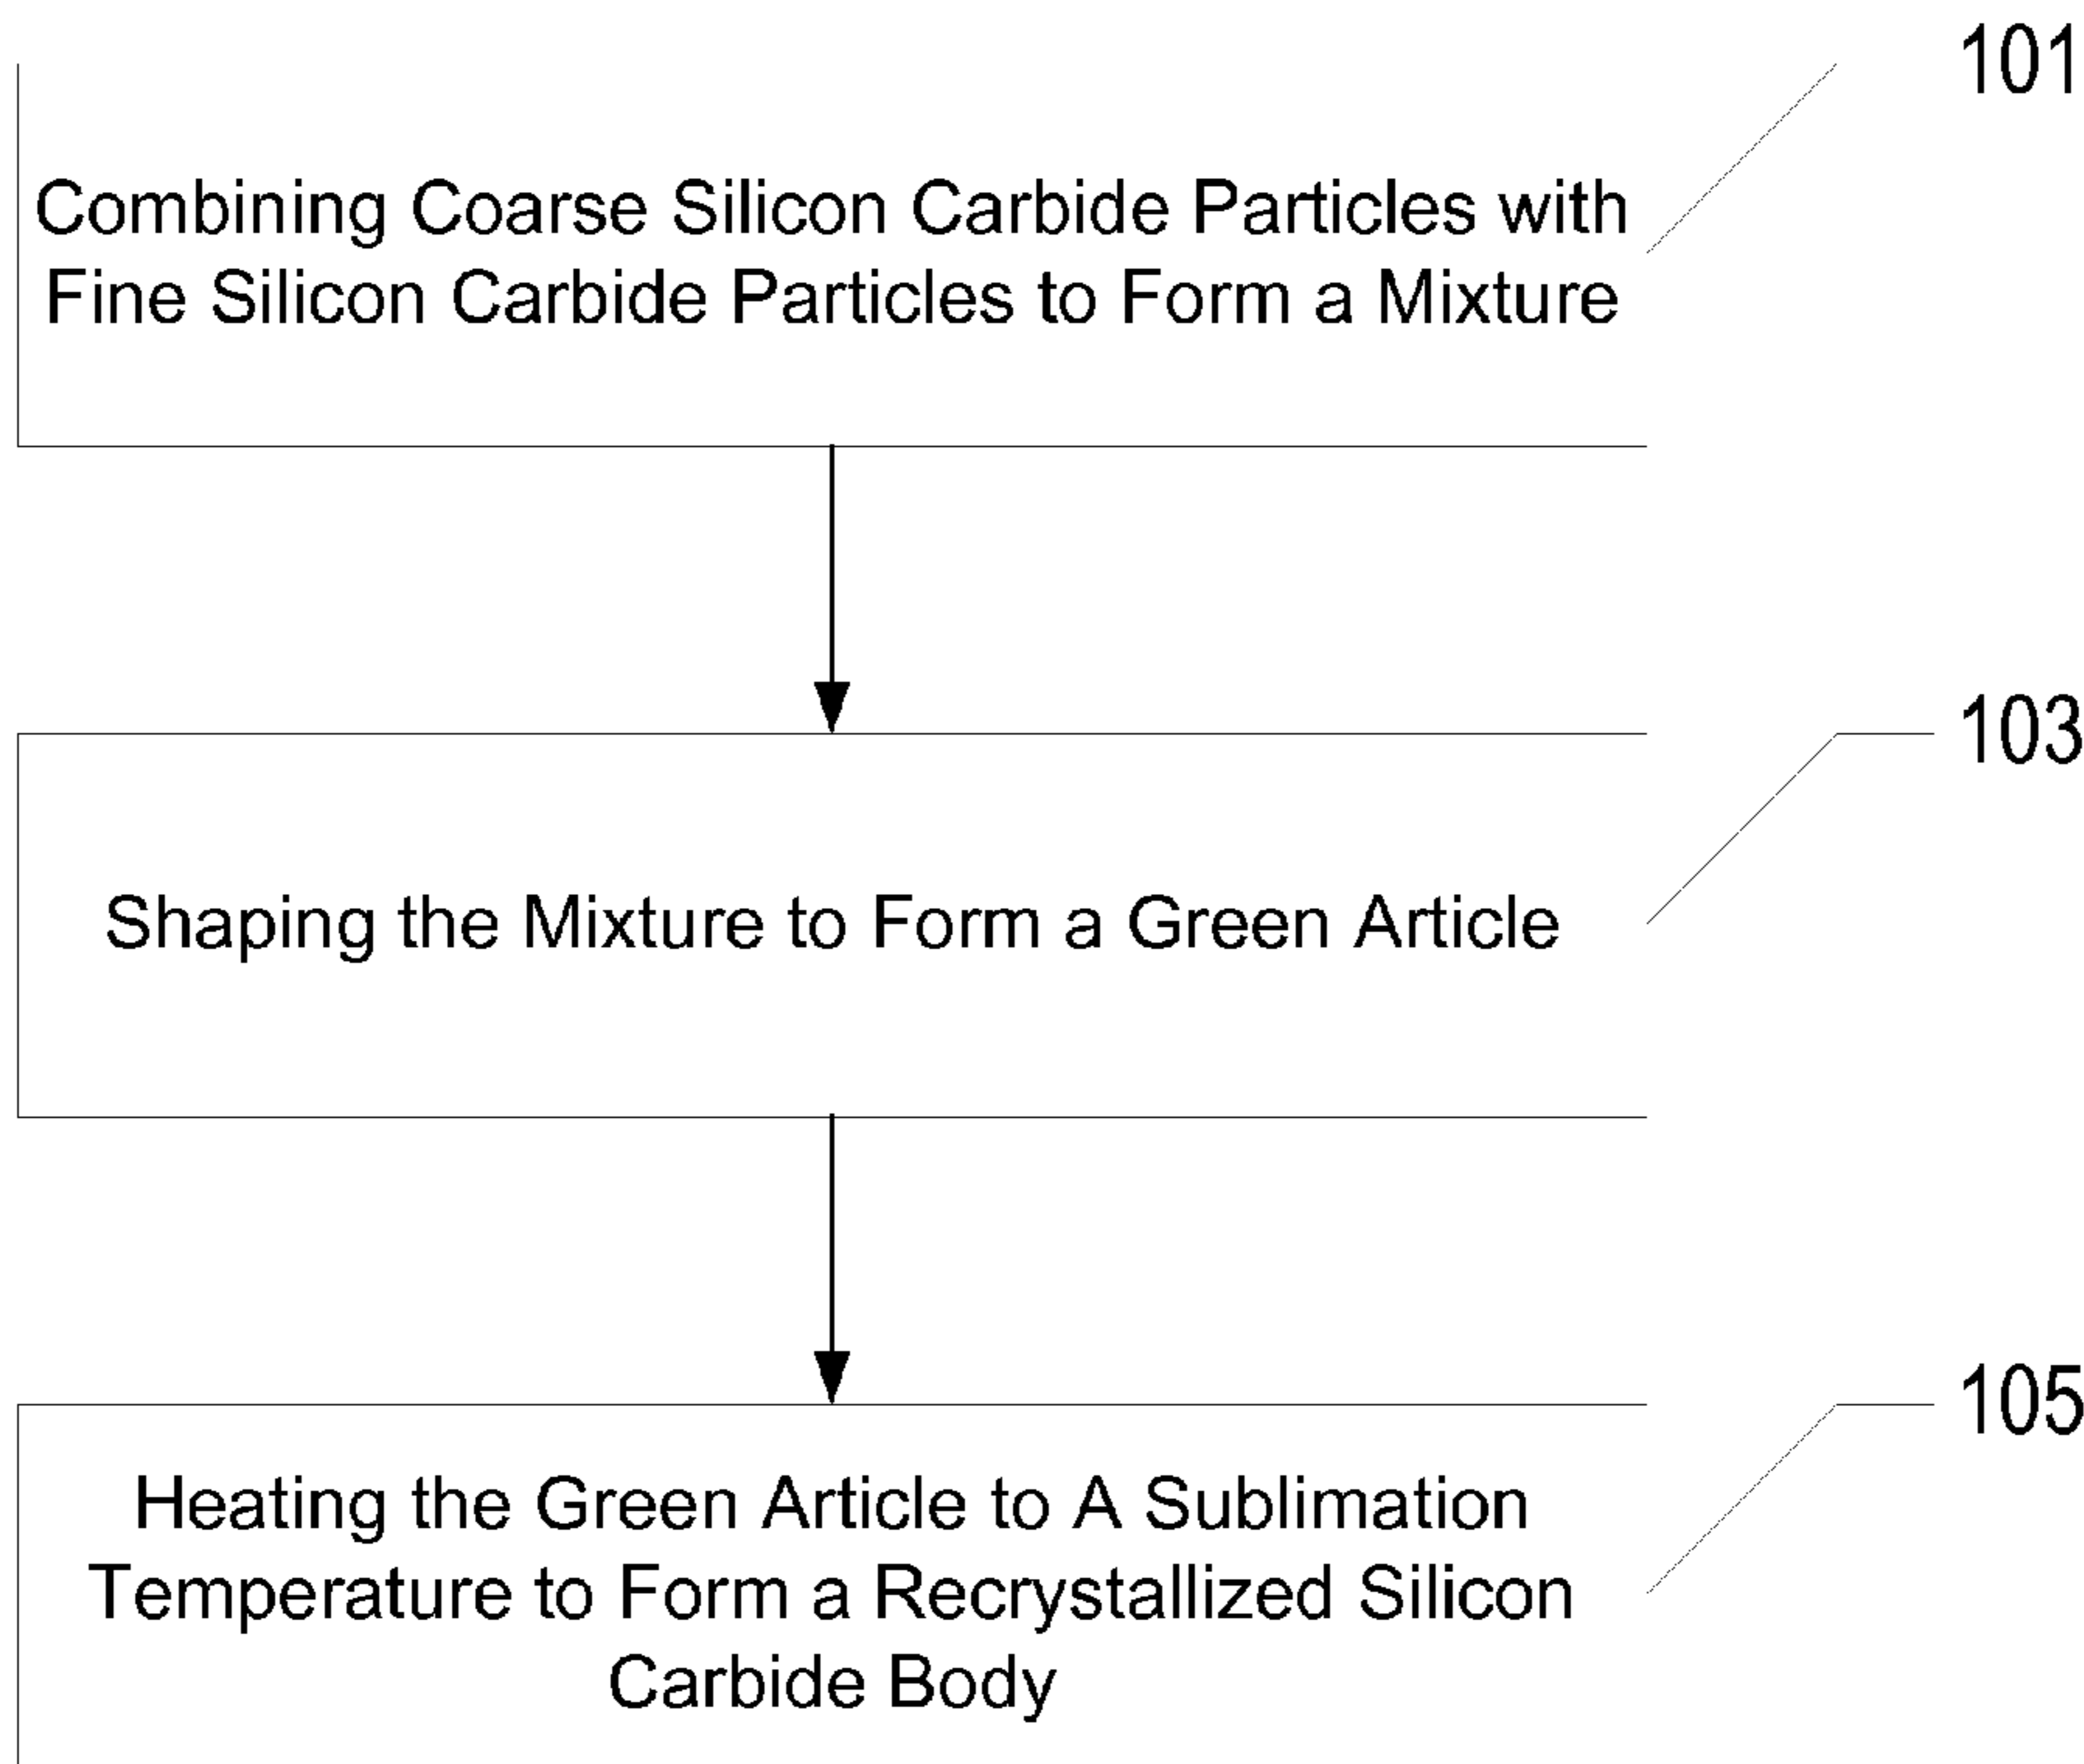 101
Combining Coarse Silicon Carbide Particles with
Fine Silicon Carbide Particles to Form a Mixture
103
Shaping the Mixture to Form a Green Article
105
Heating the Green Article to A Sublimation
Temperature to Form a Recrystallized Silicon
Carbide Body